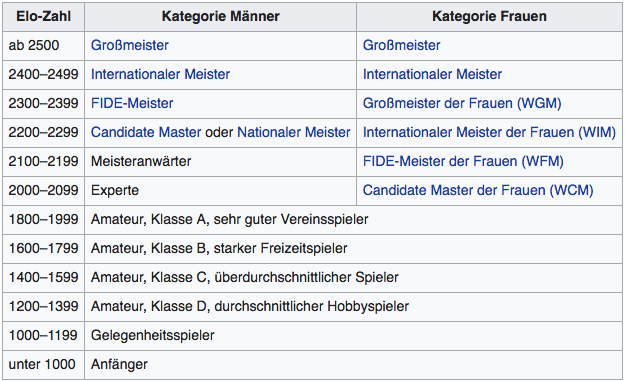 Elo-Zahl Kategorie Männer Kategorie Frauen
ab 2500 Großmeister Großmeister
2400–2499 Internationaler Meister Internationaler Meister
2300–2399 FIDE-Meister Großmeister der Frauen (WGM)
2200–2299 Candidate Master oder Nationaler Meister Internationaler Meister der Frauen (WIM)
2100–2199 Meisteranwärter FIDE-Meister der Frauen (WFM)
2000–2099 Experte Candidate Master der Frauen (WCM)
1800–1999 Amateur, Klasse A, sehr guter Vereinsspieler
1600–1799 Amateur, Klasse B, starker Freizeitspieler
1400–1599 Amateur, Klasse C, überdurchschnittlicher Spieler
1200–1399 Amateur, Klasse D, durchschnittlicher Hobbyspieler
1000–1199 Gelegenheitsspieler
unter 1000 Anfänger